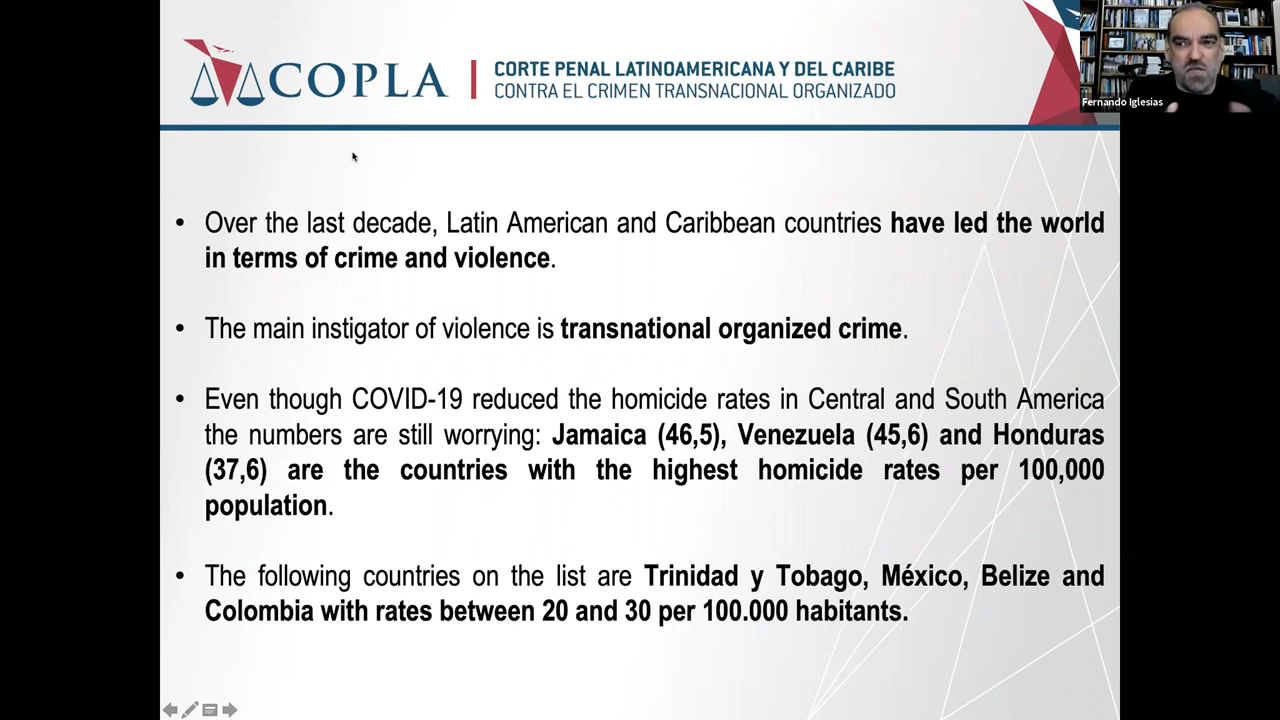 COPLA
CORTE PENAL LATINOAMERICANA Y DEL CARIBE
CONTRA EL CRIMEN TRANSNACIONAL ORGANIZADO
Fernando Iglesias
• Over the last decade, Latin American and Caribbean countries have led the world
in terms of crime and violence.
• The main instigator of violence is transnational organized crime.
• Even though COVID-19 reduced the homicide rates in Central and South America
the numbers are still worrying: Jamaica (46,5), Venezuela (45,6) and Honduras
(37,6) are the countries with the highest homicide rates per 100,000
population.
• The following countries on the list are Trinidad y Tobago, México, Belize and
Colombia with rates between 20 and 30 per 100.000 habitants.